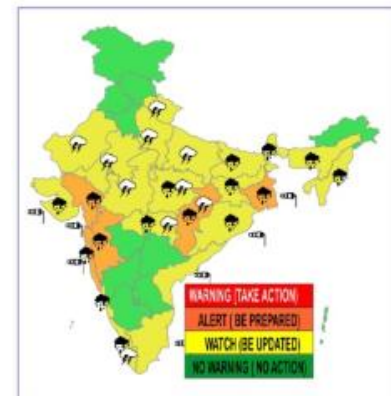 WARNING (TAKE ACTION)
ALERT ( BE PREPARED)
WATCH (BE UPDATED)
NO WARNING ( NO ACTION)